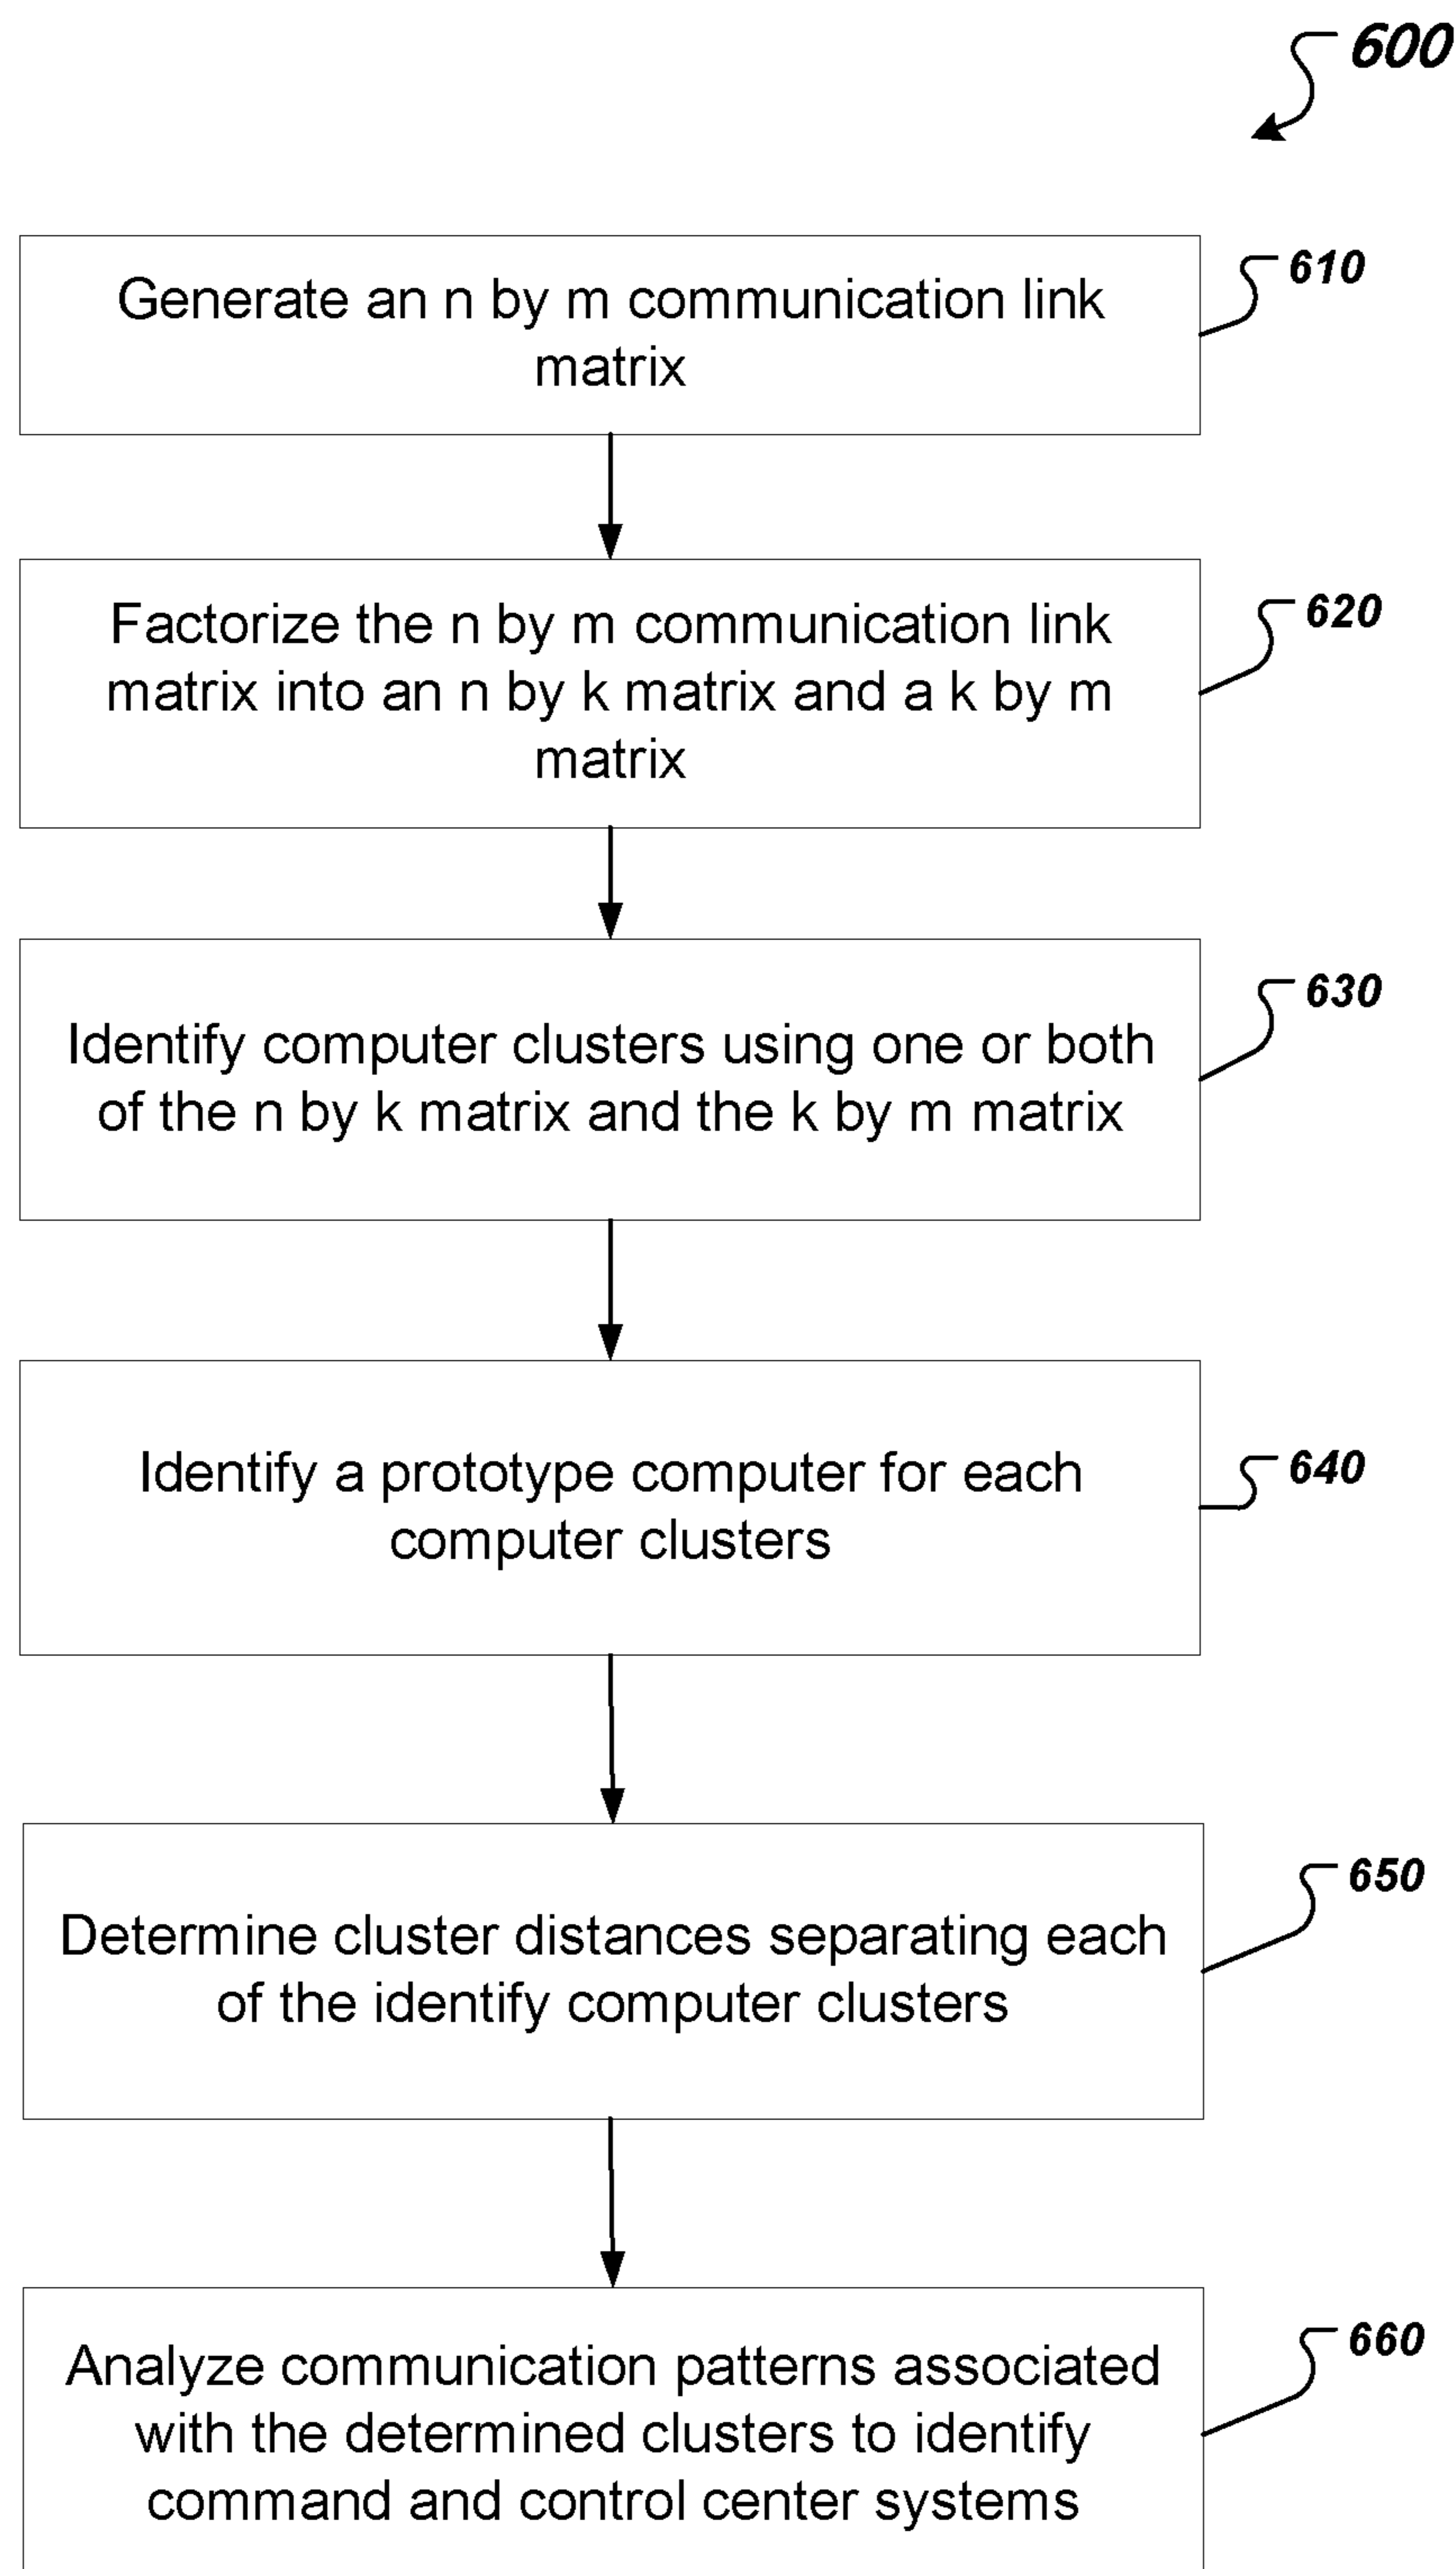 600
Generate an n by m communication link
matrix
610
Factorize the n by m communication link
matrix into an n by k matrix and a k by m
matrix
620
Identify computer clusters using one or both
of the n by k matrix and the k by m matrix
630
Identify a prototype computer for each
computer clusters
640
Determine cluster distances separating each
of the identify computer clusters
650
Analyze communication patterns associated
with the determined clusters to identify
command and control center systems
660